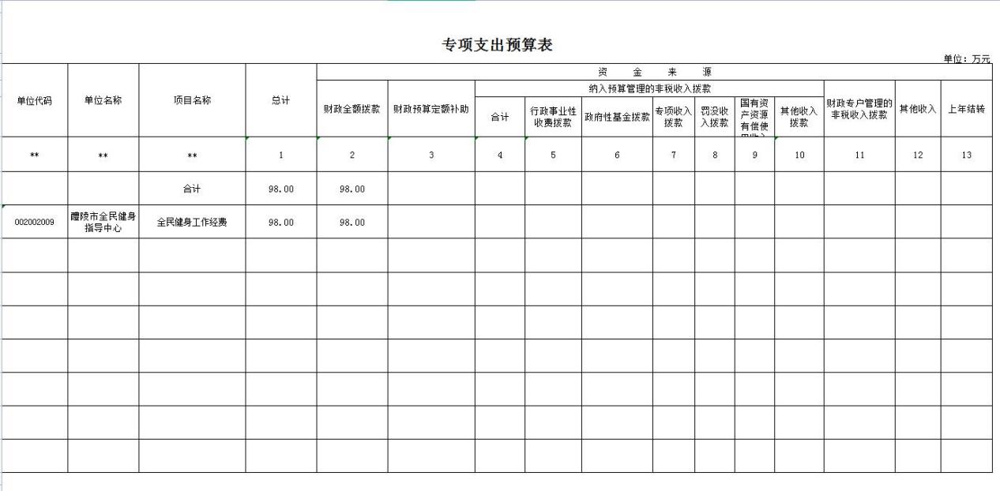 专项支出预算表
单位：万元
单位代码
单位名称
项目名称
总计
资 金 来 源
财政全额拨款
财政预算定额补助
纳入预算管理的非税收入拨款
财政专户管理的
非税收入拨款
其他收入
上年结转
合计
行政事业性
收费拨款
政府性基金拨款
专项收入
拨款
罚没收
入拨款
国有资
产资源
有偿使
其他收入
拨款
** ** ** 1 2 3 4 5 6 7 8 9 10 11 12 13
合计 98.00 98.00
002002009
醴陵市全民健身
指导中心
全民健身工作经费 98.00 98.00